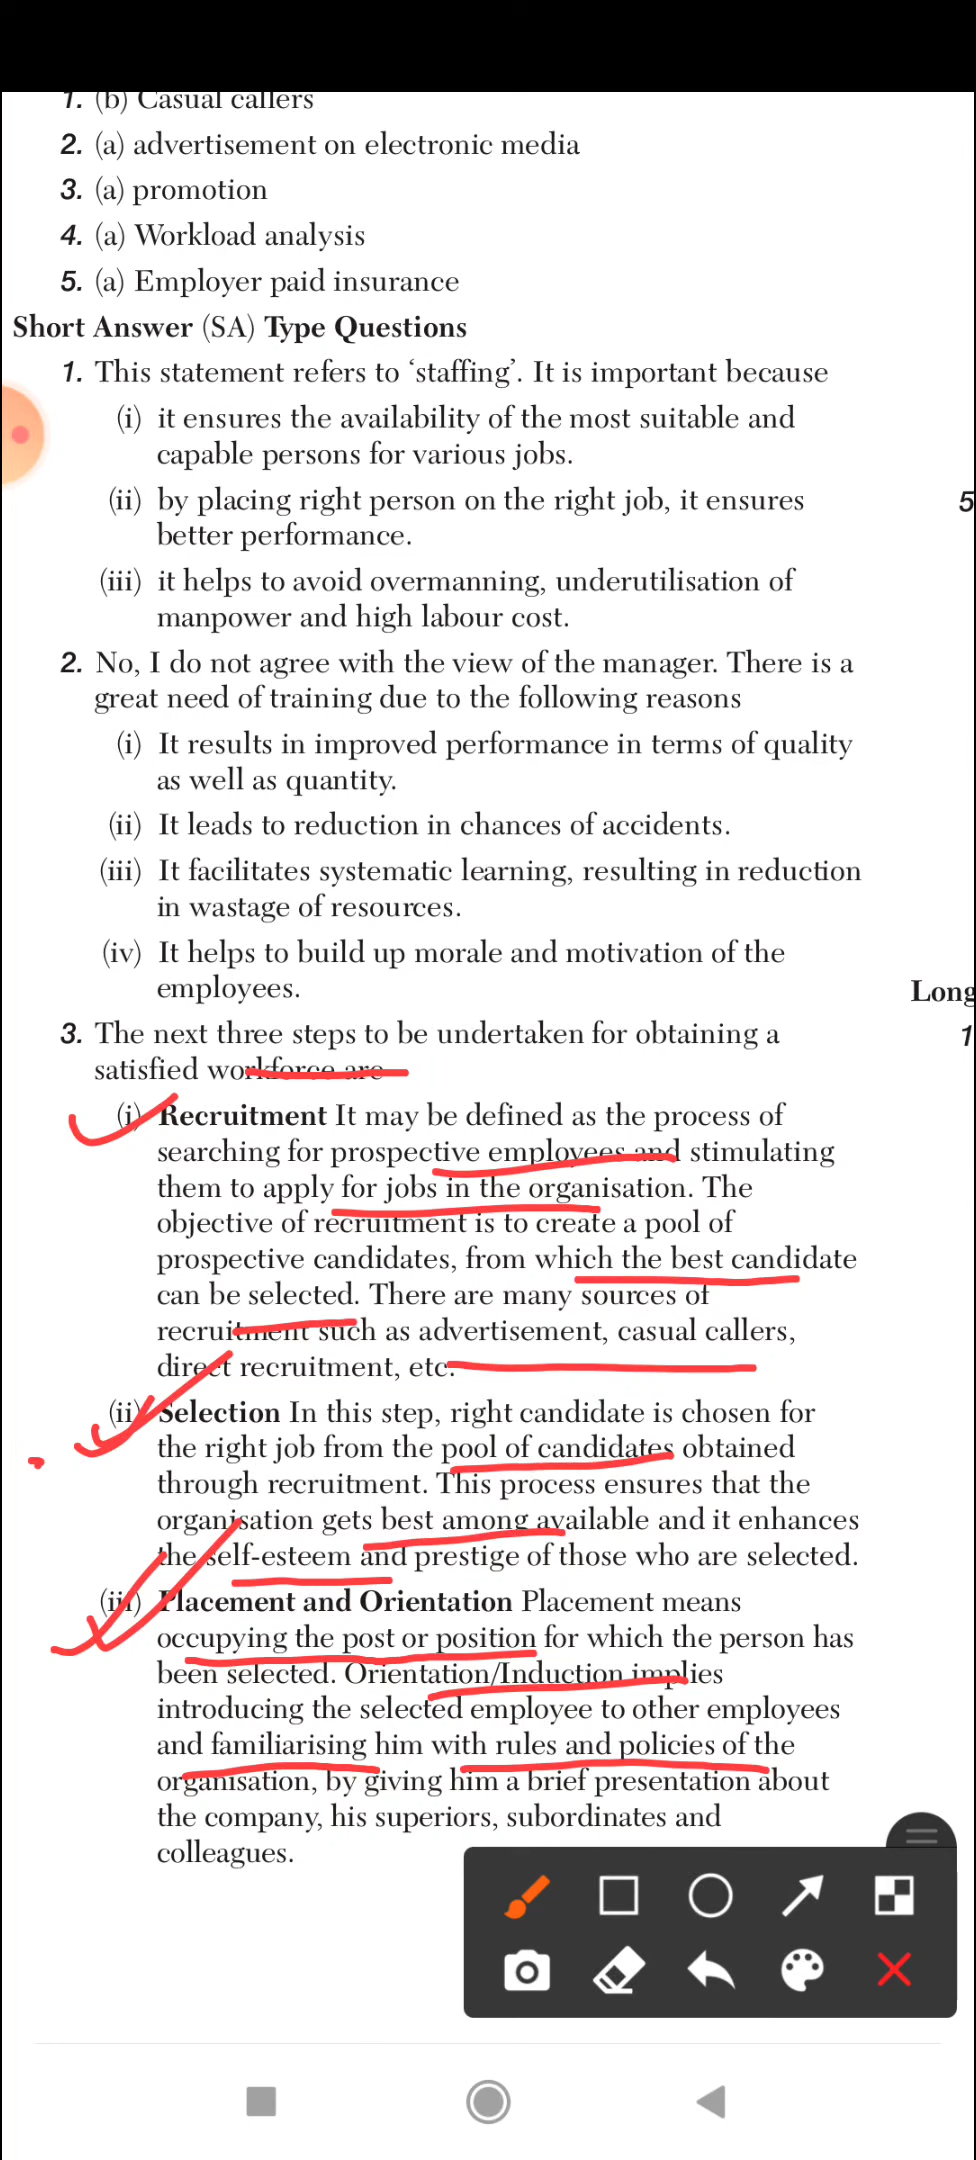 1. (b) Casual callers
2. (a) advertisement on electronic media
3. (a) promotion
4. (a) Workload analysis
5. (a) Employer paid insurance
Short Answer (SA) Type Questions
1. This statement refers to ‘staffing’. It is important because
(i) it ensures the availability of the most suitable and
capable persons for various jobs.
(ii) by placing right person on the right job, it ensures
better performance.
(iii) it helps to avoid overmanning, underutilisation of
manpower and high labour cost.
2. No, I do not agree with the view of the manager. There is a
great need of training due to the following reasons
(i) It results in improved performance in terms of quality
as well as quantity.
(ii) It leads to reduction in chances of accidents.
(iii) It facilitates systematic learning, resulting in reduction
in wastage of resources.
(iv) It helps to build up morale and motivation of the
employees.
3. The next three steps to be undertaken for obtaining a
satisfied workforce are
(i) Recruitment It may be defined as the process of
searching for prospective employees and stimulating
them to apply for jobs in the organisation. The
objective of recruitment is to create a pool of
prospective candidates, from which the best candidate
can be selected. There are many sources of
recruitment such as advertisement, casual callers,
direct recruitment, etc.
(ii) Selection In this step, right candidate is chosen for
the right job from the pool of candidates obtained
through recruitment. This process ensures that the
organisation gets best among available and it enhances
the self-esteem and prestige of those who are selected.
(iii) Placement and Orientation Placement means
occupying the post or position for which the person has
been selected. Orientation/Induction implies
introducing the selected employee to other employees
and familiarising him with rules and policies of the
organisation, by giving him a brief presentation about
the company, his superiors, subordinates and
colleagues.
5
Long
1